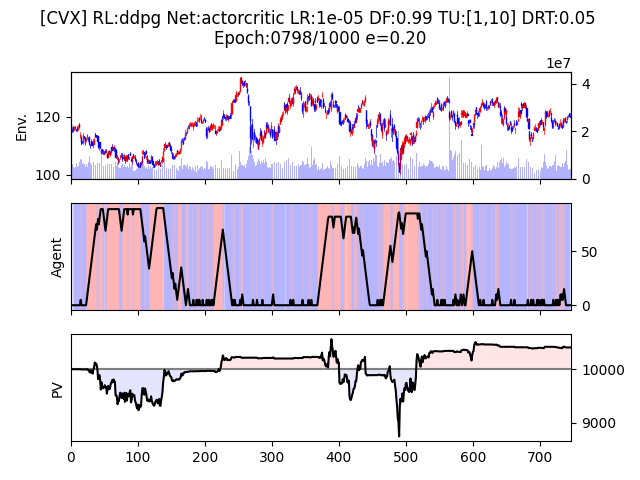 [CVX] RL:ddpg Net:actorcritic LR:1e-05 DF:0.99 TU:[1,10] DRT:0.05
Epoch:0798/1000 e=0.20
1e7
120
100
Env.
4
2
0
Agent
50
0
PV
10000
9000
0 100 200 300 400 500 600 700